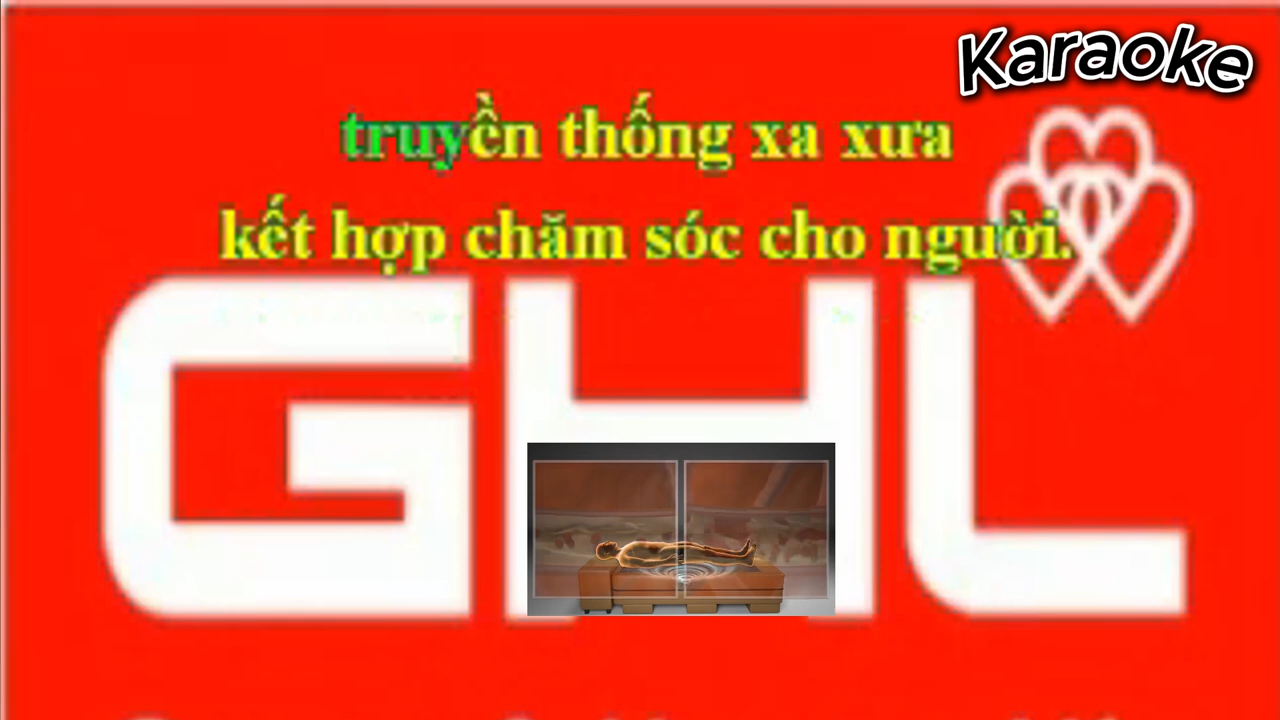 Karaoke
truyền thống xa xưa
kết hợp chăm sóc cho người.
GHL